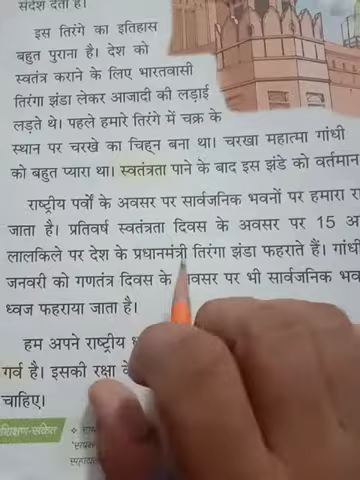 संदेश देता है।
इस तिरंगे का इतिहास
बहुत पुराना है। देश को
स्वतंत्र कराने के लिए भारतवासी
तिरंगा झंडा लेकर आजादी की लड़ाई
लड़ते थे। पहले हमारे तिरंगे में चक्र के
स्थान पर चरखे का चिह्न बना था। चरखा महात्मा गांधी
को बहुत प्यारा था। स्वतंत्रता पाने के बाद इस झंडे को वर्तमान
राष्ट्रीय पर्वों के अवसर पर सार्वजनिक भवनों पर हमारा रा
जाता है। प्रतिवर्ष स्वतंत्रता दिवस के अवसर पर 15 अ
लालकिले पर देश के प्रधानमंत्री तिरंगा झंडा फहराते हैं। गांधी
जनवरी को गणतंत्र दिवस के अवसर पर भी सार्वजनिक भव
ध्वज फहराया जाता है।
हम अपने राष्ट्रीय
गर्व है। इसकी रक्षा
चाहिए।
शिक्षण-संकेत